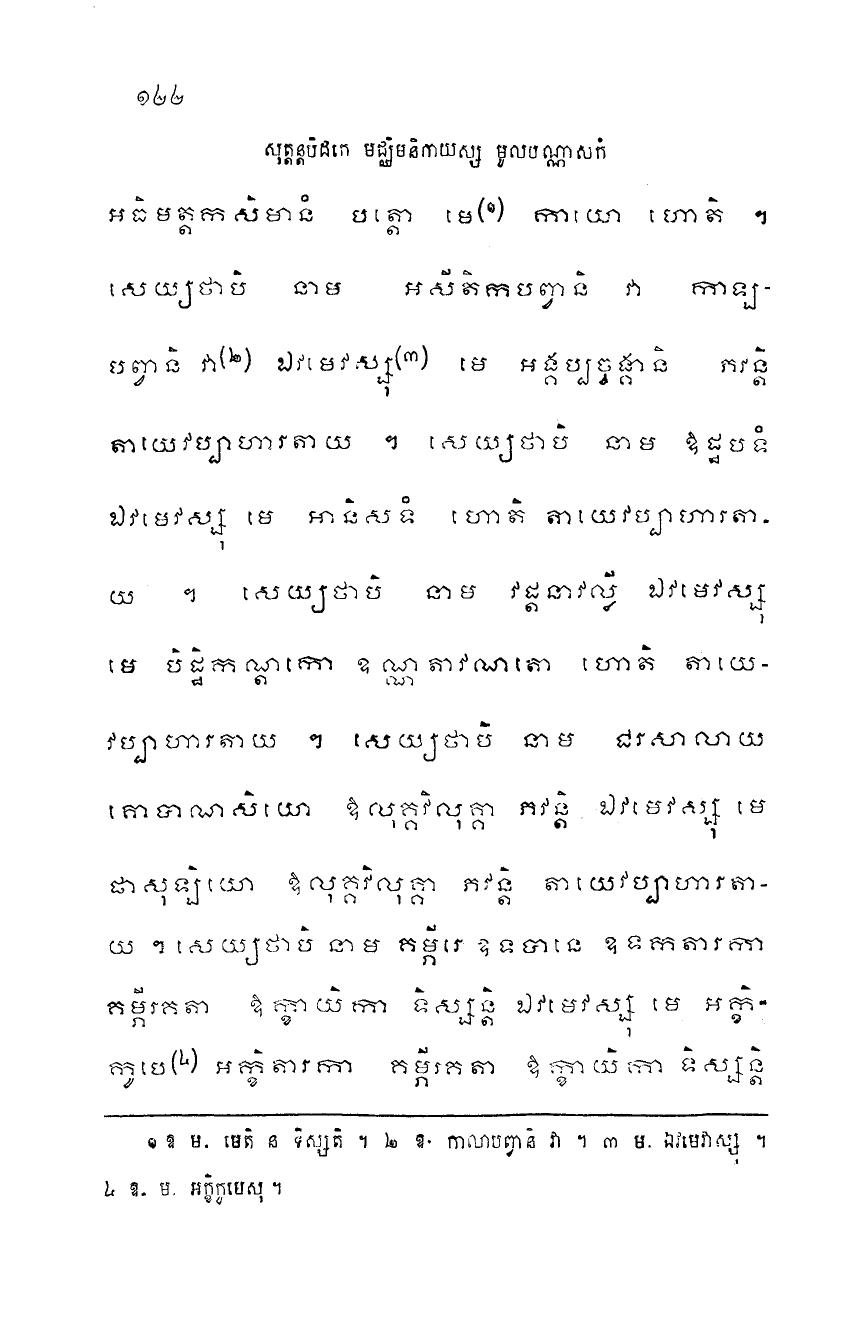 ១៤៤
សុត្តន្តបិដកេ មជ្ឈិមនិកាយស្ស មូលបណ្ណាសកំ
អធិមត្តកសិមានំ បត្តោ មេ(១) កាយោ ហោតិ ។
សេយ្យថាបិ នាម អសីតិកបញ្វានិ វា កាឡ-
បញ្វានិ វា(២) ឯវមេវស្សុ(៣) មេ អង្គប្បច្ចង្គានិ ភវន្តិ
តាយេវប្បាហារតាយ ។ សេយ្យថាបិ នាម ឱដ្ឋបទំ
ឯវមេវស្សុ មេ អានិសទំ ហោតិ តាយេវប្បាហារតា-
យ ។ សេយ្យថាបិ នាម វដ្តនាវល្លី ឯវមេវស្សុ
មេ បិដ្ឋិកណ្តកោ ឧណ្ណតាវណតោ ហោតិ តាយេ-
វប្បាហារតាយ ។ សេយ្យថាបិ នាម ជរសាលាយ
គោបាណសិយោ ឱលុគ្គវិលុគ្គា ភវន្តិ ឯវមេវស្សុ មេ
ផាសុឡិយោ ឱលុគ្គវិលុគ្គា ភវន្តិ តាយេវប្បាហារតា-
យ ។ សេយ្យថាបិ នាម គម្ភីរេ ឧទបានេ ឧទកតារកា
គម្ភីរគតា ឱក្ខាយិកា ទិស្សន្តិ ឯវមេវស្សុ មេ អក្ខិ-
កូបេ(៤) អក្ខិតារកា គម្ភីរគតា ឱក្ខាយិកា ទិស្សន្តិ
១ ឱ ម. មេតិ ន ទិស្សតិ ។ ២ ឱ. កាលាបញ្វានិ វា ។ ៣ ម. ឯវមេវាស្សុ ។
៤ ឱ. ម. អក្ខិកូបេសុ ។